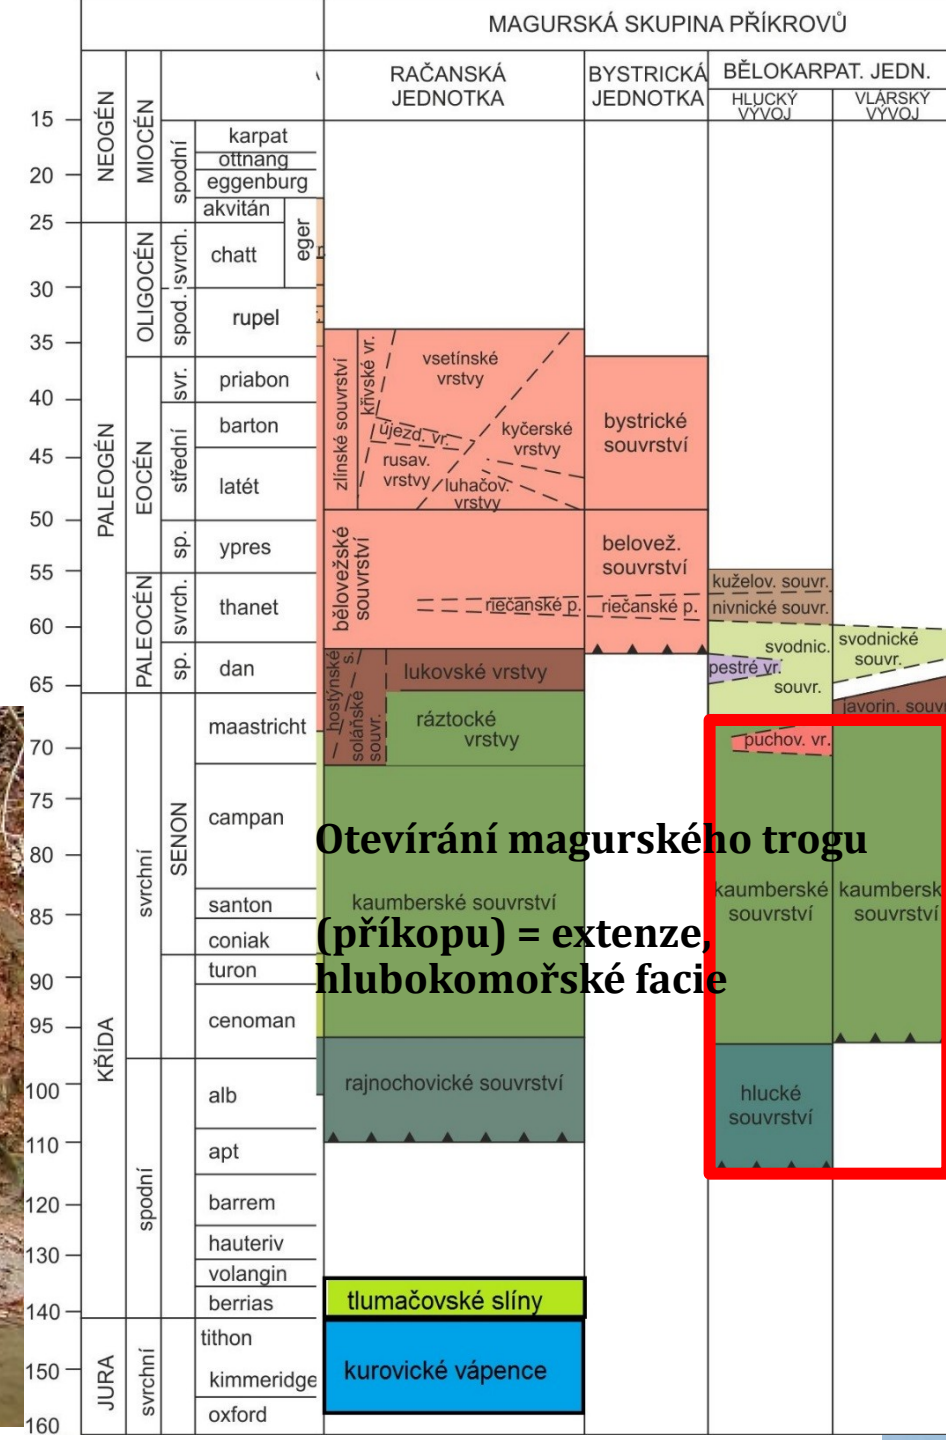 MAGURSKÁ SKUPINA PŘÍKROVŮ
RAČANSKÁ
JEDNOTKA
BYSTRICKÁ
JEDNOTKA
BĚLOKARPAT. JEDN.
HLUCKÝ
VÝVOJ
VLÁRSKÝ
VÝVOJ
15
20
25
30
35
40
45
50
55
60
65
70
75
80
85
90
95
100
110
120
130
140
150
160
NEOGÉN
PALEOGÉN
KŘÍDA
JURA
MIOCÉN
OLIGOCÉN
EOCÉN
PALEOCÉN
svrchní
spodní
svrchní
spodní
svrch.
spod.
svr.
střední
sp.
svrch.
sp.
SENON
karpat
ottnang
eggenburg
akvitán
eger
chatt
rupel
priabon
barton
latét
ypres
thanet
dan
maastricht
campan
santon
coniak
turon
cenoman
alb
apt
barrem
hauteriv
volangin
berrias
tithon
kimmeridge
oxford
zlínské souvrství
křivské vr.
vsetínské
vrstvy
újezd. vr.
rusav.
vrstvy
kyčerské
vrstvy
luhačov.
vrstvy
bělovežské
souvrství
riečanské p.
hostýnské
s.
soláňské
souvr.
lukovské vrstvy
ráztocké
vrstvy
kaumberské souvrství
rajnochovické souvrství
tlumačovské slíny
kurovické vápence
bystrické
souvrství
belovež.
souvrství
riečanské p.
kuželov. souvr.
nivnické souvr.
svodnic.
pestré vr.
souvr.
puchov. vr.
kaumberské
souvrství
hlucké
souvrství
svodnické
souvr.
javorin. souv
kaumbersk
souvrství
Otevírání magurského trogu
(příkopu) = extenze,
hlubokomořské facie